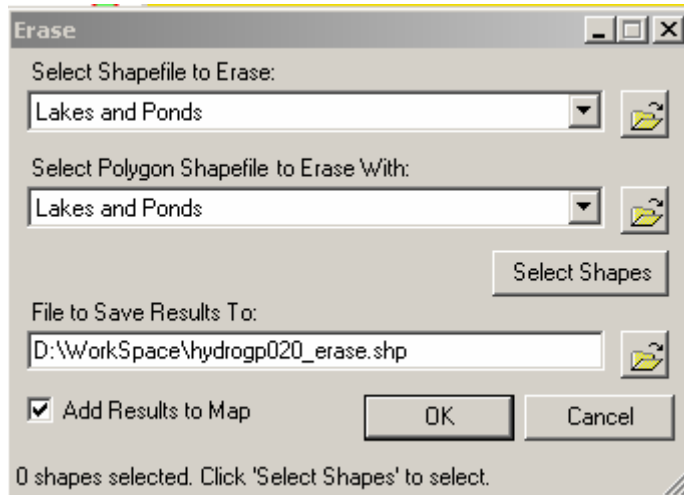 Erase
Select Shapefile to Erase:
Lakes and Ponds
Select Polygon Shapefile to Erase With:
Lakes and Ponds
Select Shapes
File to Save Results To:
D:\WorkSpace\hydrogp020_erase.shp
Add Results to Map
OK
Cancel
0 shapes selected. Click 'Select Shapes' to select.